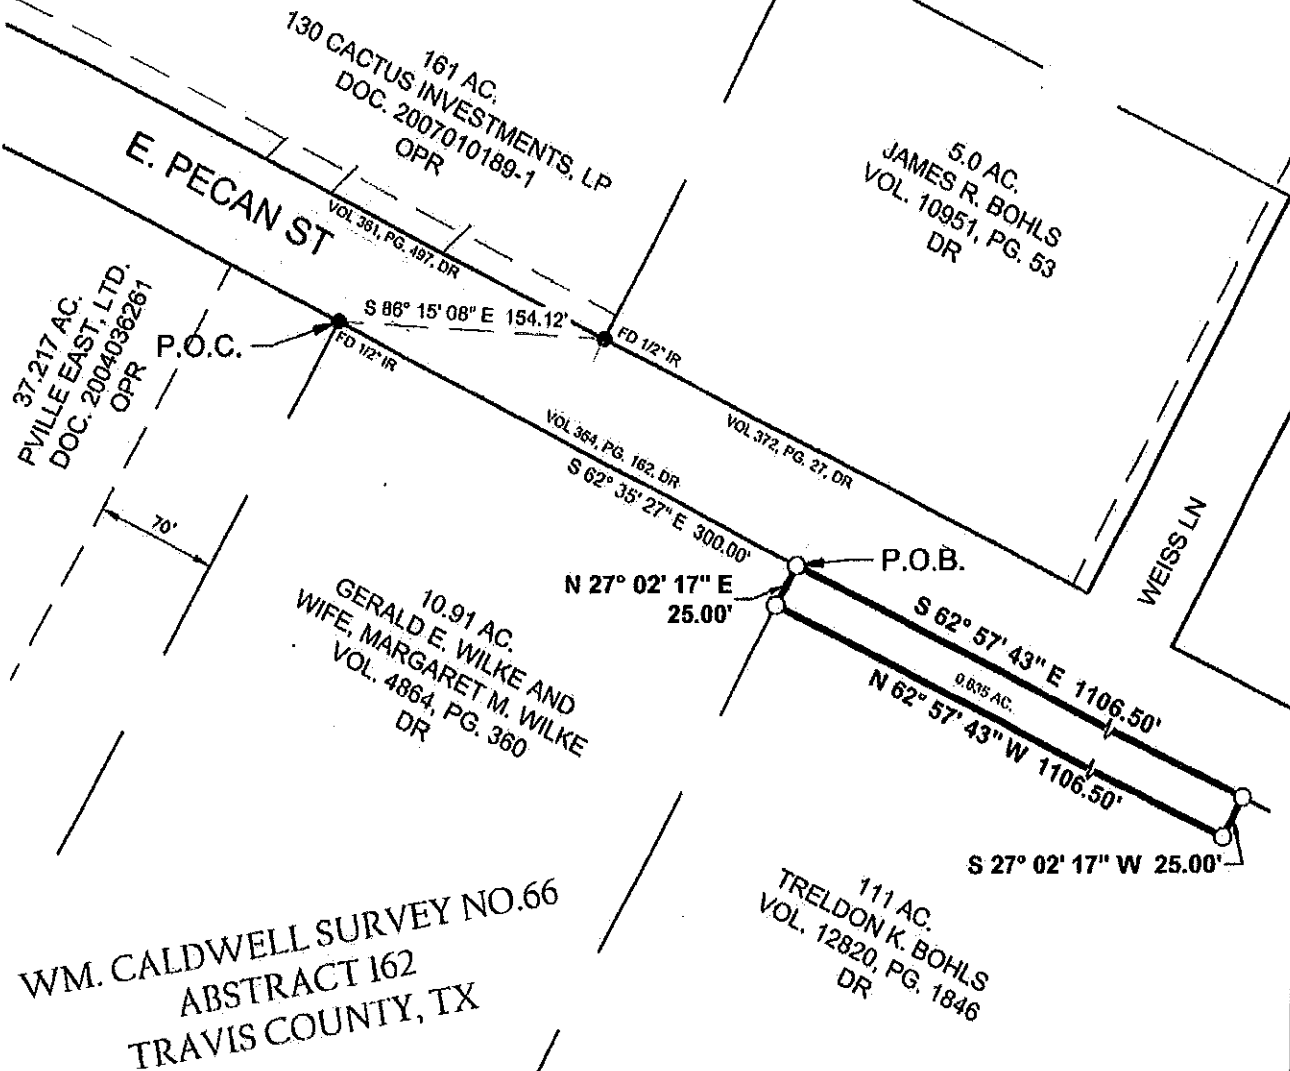 161 AC.
130 CACTUS INVESTMENTS, LP
DOC. 2007010189-1
OPR
5.0 AC.
JAMES R. BOHLS
VOL. 10951, PG. 53
DR
E. PECAN ST
VOL 361, PG. 497, DR
S 86° 15' 08" E 154.12'
FD 1/2" IR
P.O.C.
FD 1/2" IR
37.217 AC.
PVILLE EAST, LTD.
DOC. 2004036261
OPR
70'
VOL 364, PG. 162, DR
S 62° 35' 27" E 300.00'
VOL 372, PG. 27, DR
WEISS LN
P.O.B.
N 27° 02' 17" E
25.00'
10.91 AC.
GERALD E. WILKE AND
WIFE, MARGARET M. WILKE
VOL. 4864, PG. 360
DR
S 62° 57' 43" E 1106.50'
0.635 AC.
N 62° 57' 43" W 1106.50'
S 27° 02' 17" W 25.00'
111 AC.
TRELDON K. BOHLS
VOL. 12820, PG. 1846
DR
WM. CALDWELL SURVEY NO.66
ABSTRACT 162
TRAVIS COUNTY, TX